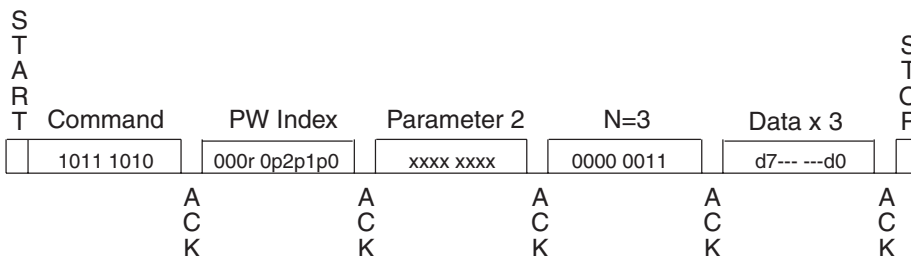 START
Command PW Index Parameter 2 N=3 Data x 3
1011 1010 000r 0p2p1p0 xxxx xxxx 0000 0011 d7--- ---d0
ACK ACK ACK ACK ACK